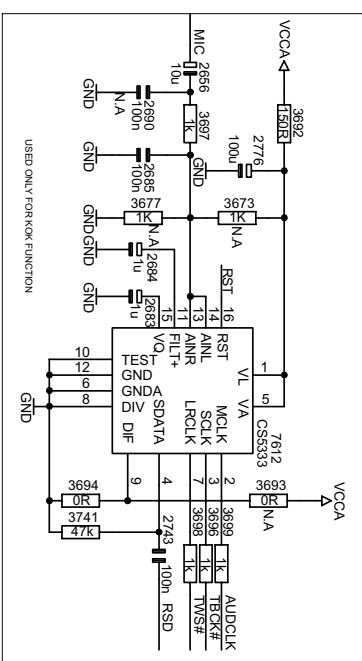 MIC
2656
10u
GND
N.A
2690
100n
3697
1k
GND
2685
100n
VCCA
3692
150R
GND
2776
100u
3677
1K
N.A
GND
3673
1K
N.A
GND
2684
1u
GND
2683
1u
RST
USED ONLY FOR KOK FUNCTION
15
11
13
14
16
VQ
FILT+
AINR
AINL
RST
10
12
6
8
TEST
GND
GNDA
DIV
DIF
SDATA
LRCLK
SCLK
MCLK
VL
VA
1
5
7612
CS5333
9
4
7
3
2
GND
3694
0R
3741
47k
2743
100n
RSD
3698
1k
TWS#
3696
1k
TBCK#
3699
1k
AUDCLK
3693
0R
N.A
VCCA